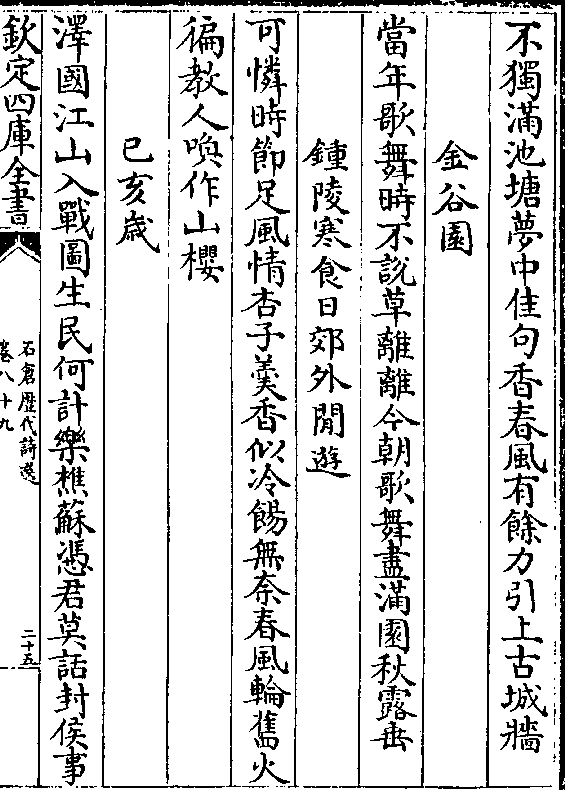 不獨滿池塘夢中佳句香春風有餘力引上古城牆
金谷園
當年歌舞時不説草離離今朝歌舞盡滿園秋露垂
鍾陵寒食日郊外閒遊
可憐時節足風情杏子羮香似冷餳無奈春風輪舊火
徧教人喚作山櫻
己亥歳
澤國江山入戰圖生民何計樂樵蘇憑君莫話封侯事
欽定四庫全書
石倉歴代詩選
卷八十九
二十五